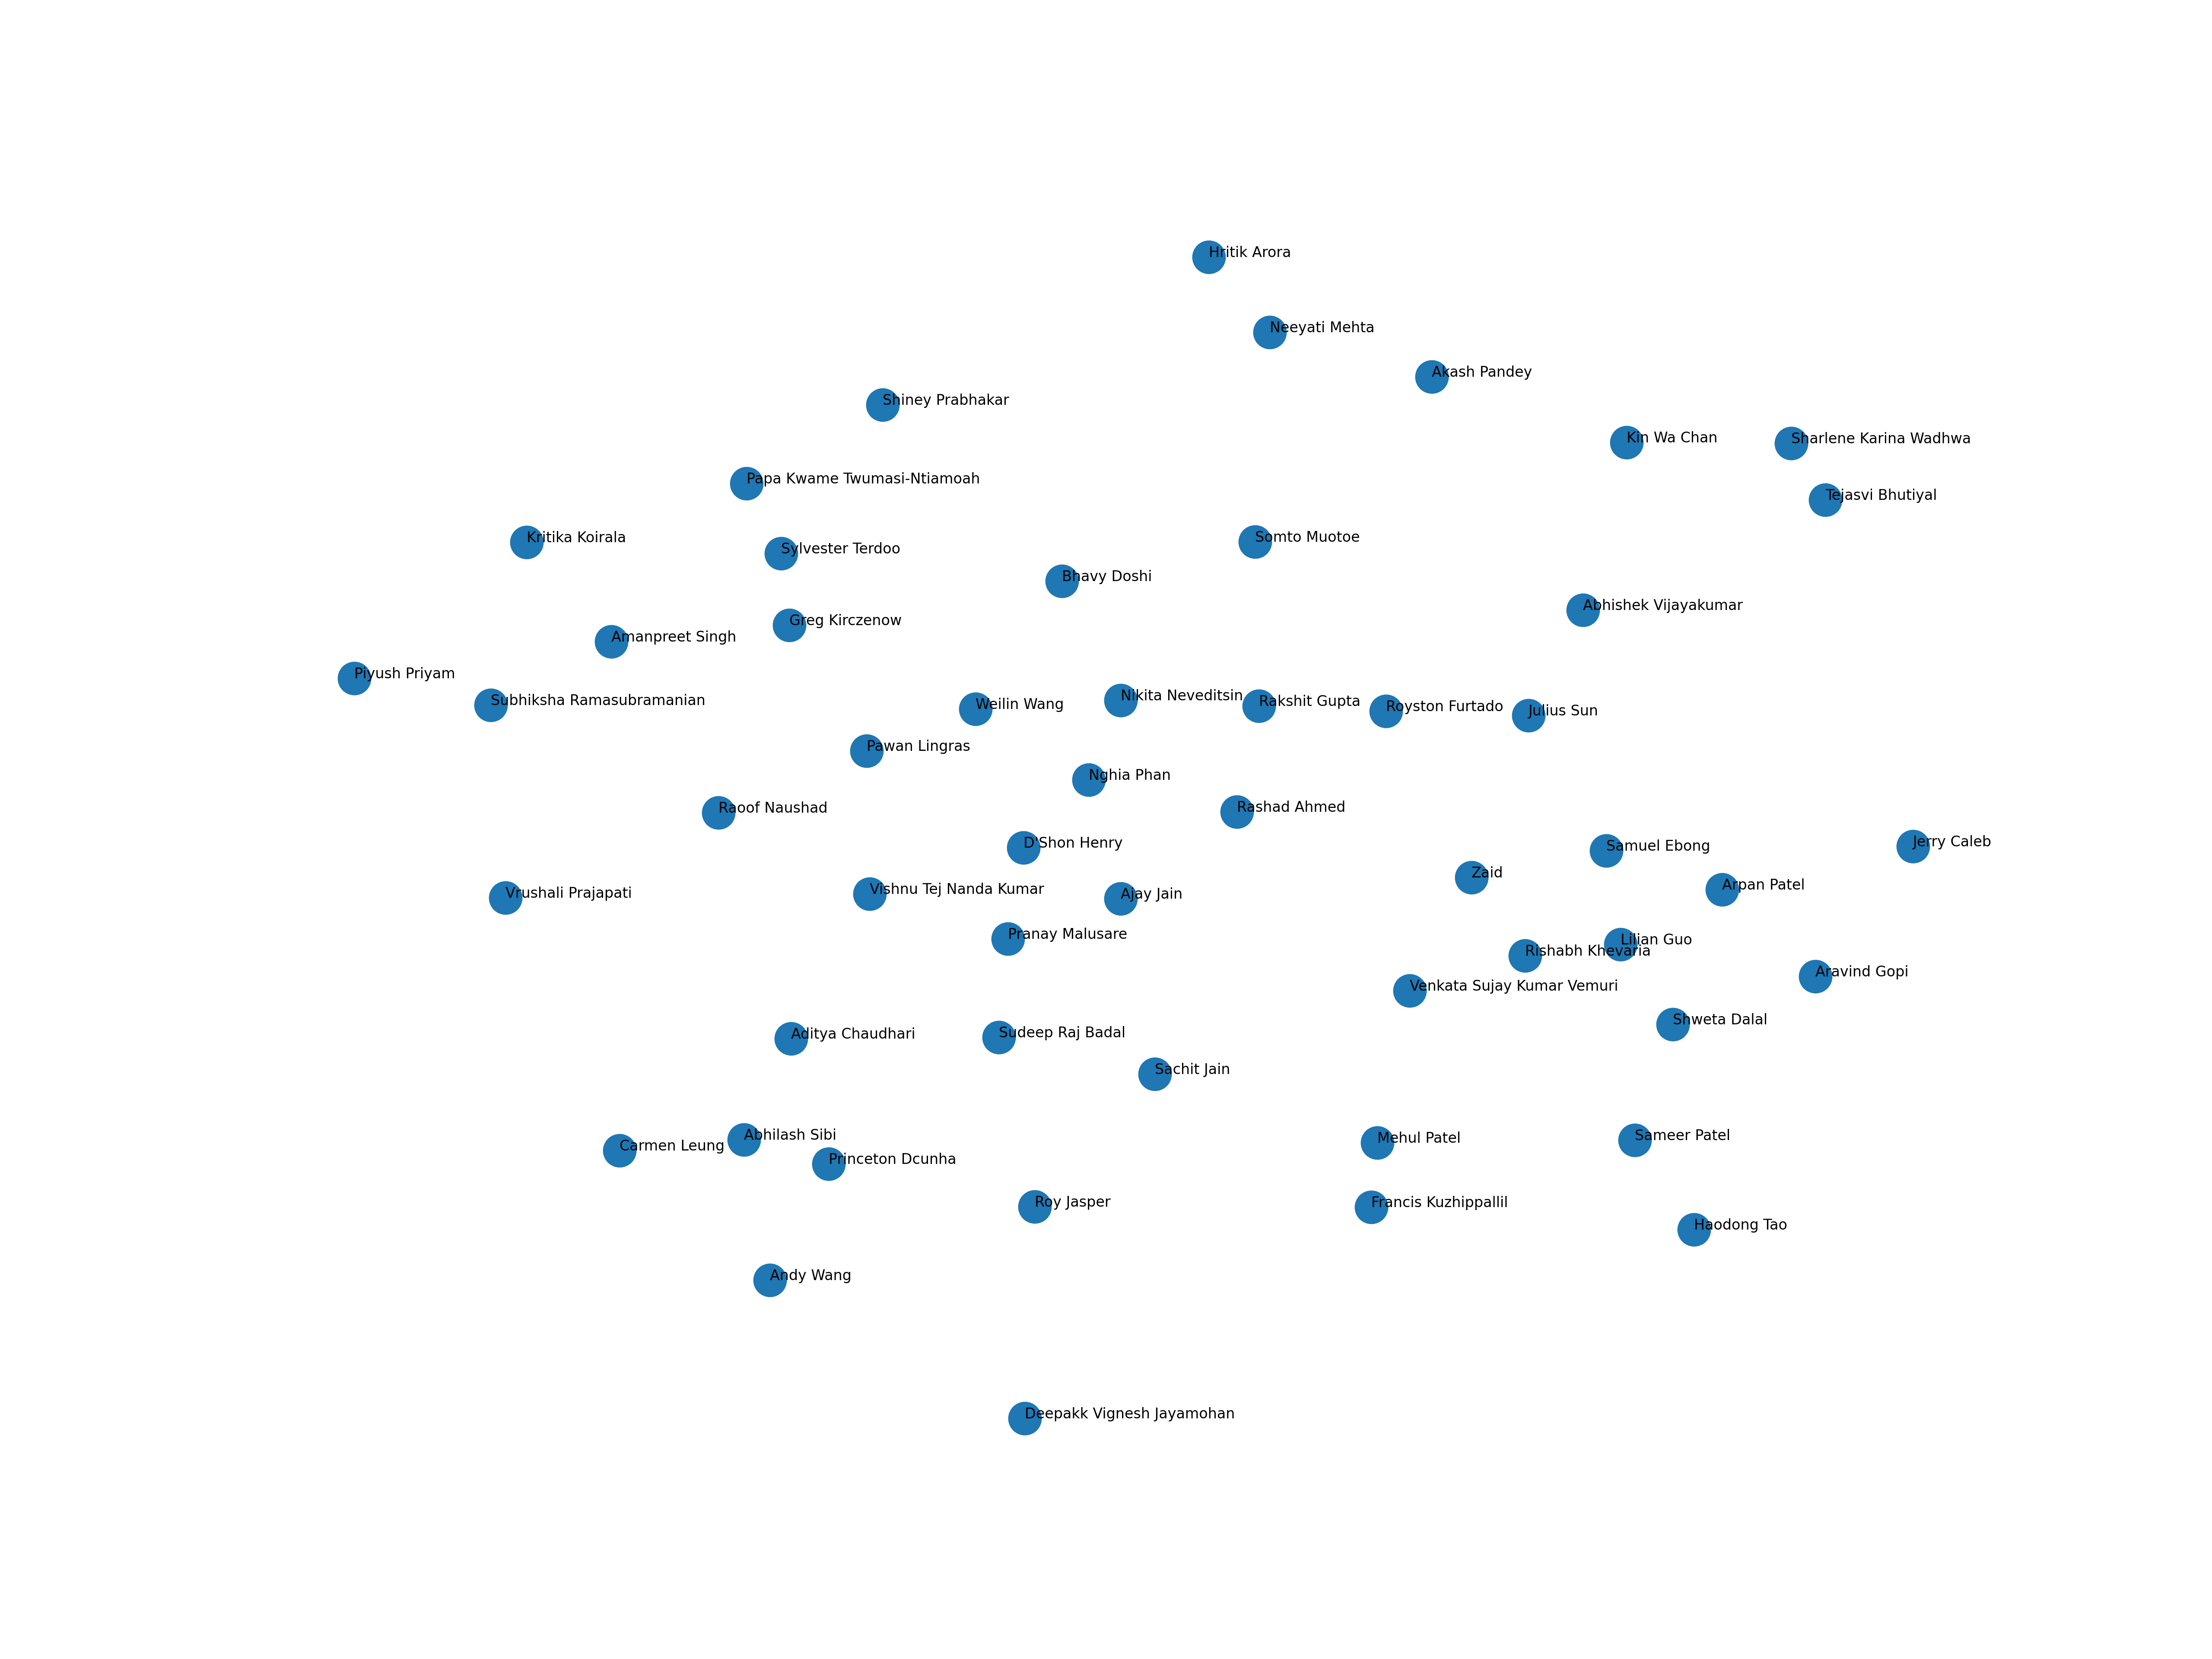 Hritik Arora
Neeyati Mehta
Akash Pandey
Shiney Prabhakar
Kin Wa Chan
Sharlene Karina Wadhwa
Papa Kwame Twumasi-Ntiamoah
Tejasvi Bhutiyal
Kritika Koirala
Somto Muotoe
Sylvester Terdoo
Bhavy Doshi
Abhishek Vijayakumar
Greg Kirczenow
Amanpreet Singh
Piyush Priyam
Nikita Neveditsin
Subhiksha Ramasubramanian
Rakshit Gupta
Weilin Wang
Royston Furtado
Julius Sun
Pawan Lingras
Nghia Phan
Rashad Ahmed
Raoof Naushad
Jerry Caleb
D'Shon Henry
Samuel Ebong
Zaid
Arpan Patel
Vishnu Tej Nanda Kumar
Vrushali Prajapati
Ajay Jain
Pranay Malusare
Lilian Guo
Rishabh Khevaria
Aravind Gopi
Venkata Sujay Kumar Vemuri
Shweta Dalal
Sudeep Raj Badal
Aditya Chaudhari
Sachit Jain
Abhilash Sibi
Sameer Patel
Mehul Patel
Carmen Leung
Princeton Dcunha
Roy Jasper
Francis Kuzhippallil
Haodong Tao
Andy Wang
Deepakk Vignesh Jayamohan